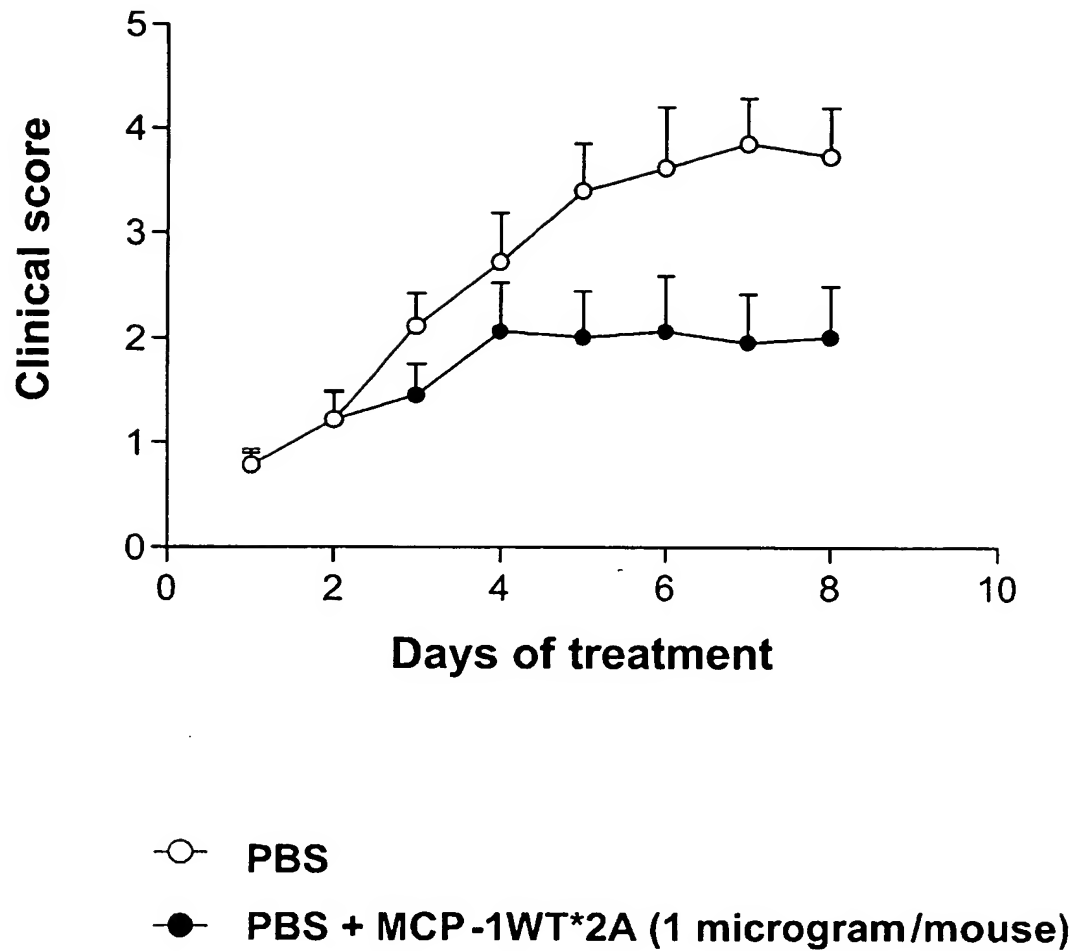 5
4
3
2
1
0
Clinical score
0 2 4 6 8 10
Days of treatment
PBS
PBS + MCP-1WT*2A (1 microgram/mouse)